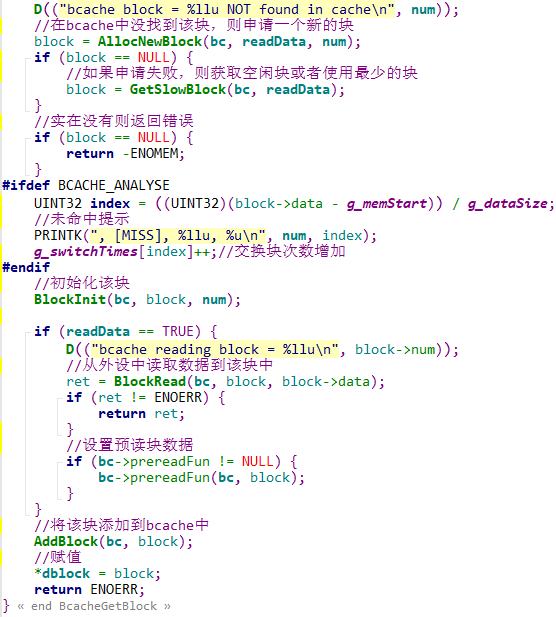 D(("bcache block = %llu NOT found in cache\n", num));
//在bcache中没找到该块，则申请一个新的块
block = AllocNewBlock(bc, readData, num);
if (block == NULL) {
//如果申请失败，则获取空闲块或者使用最少的块
block = GetSlowBlock(bc, readData);
}
//实在没有则返回错误
if (block == NULL) {
return -ENOMEM;
}
#ifdef BCACHE_ANALYSE
UINT32 index = ((UINT32)(block->data - g_memStart)) / g_dataSize;
//未命中提示
PRINTK(", [MISS], %llu, %u\n", num, index);
g_switchTimes[index]++;//交换块次数增加
#endif
//初始化该块
BlockInit(bc, block, num);
if (readData == TRUE) {
D(("bcache reading block = %llu\n", block->num));
//从外设中读取数据到该块中
ret = BlockRead(bc, block, block->data);
if (ret != ENOERR) {
return ret;
}
//设置预读块数据
if (bc->prereadFun != NULL) {
bc->prereadFun(bc, block);
}
}
//将该块添加到bcache中
AddBlock(bc, block);
//赋值
*dblock = block;
return ENOERR;
} « end BcacheGetBlock »